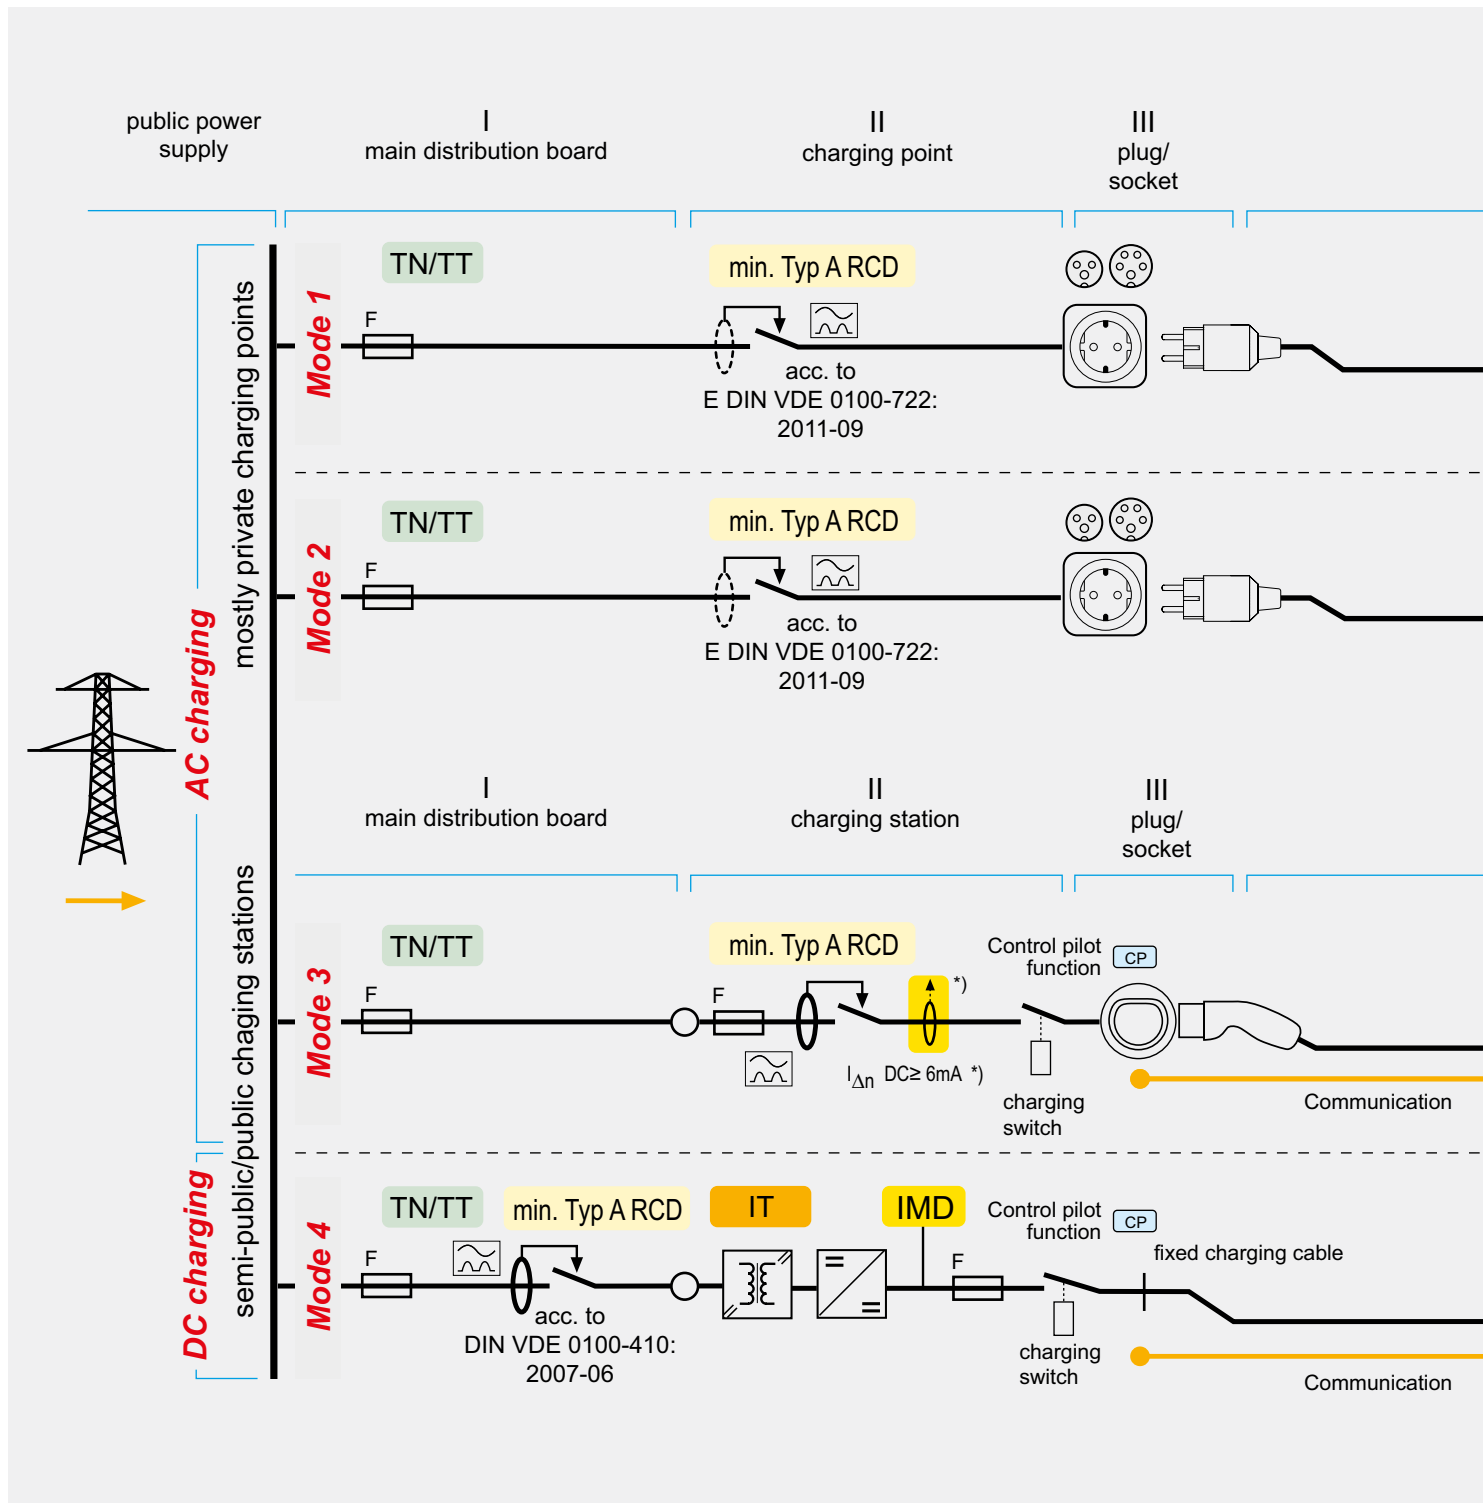 public power
supply
I
main distribution board
II
charging point
III
plug/
socket
AC charging
mostly private charging points
Mode 1
TN/TT
F
min. Typ A RCD
acc. to
E DIN VDE 0100-722:
2011-09
Mode 2
TN/TT
F
min. Typ A RCD
acc. to
E DIN VDE 0100-722:
2011-09
I
main distribution board
II
charging station
III
plug/
socket
semi-public/public chaging stations
Mode 3
TN/TT
F
min. Typ A RCD
F
*)
I∆n DC≥ 6mA *)
Control pilot
function
CP
charging
switch
Communication
DC charging
Mode 4
TN/TT
F
min. Typ A RCD
acc. to
DIN VDE 0100-410:
2007-06
IT
IMD
F
Control pilot
function
CP
fixed charging cable
charging
switch
Communication